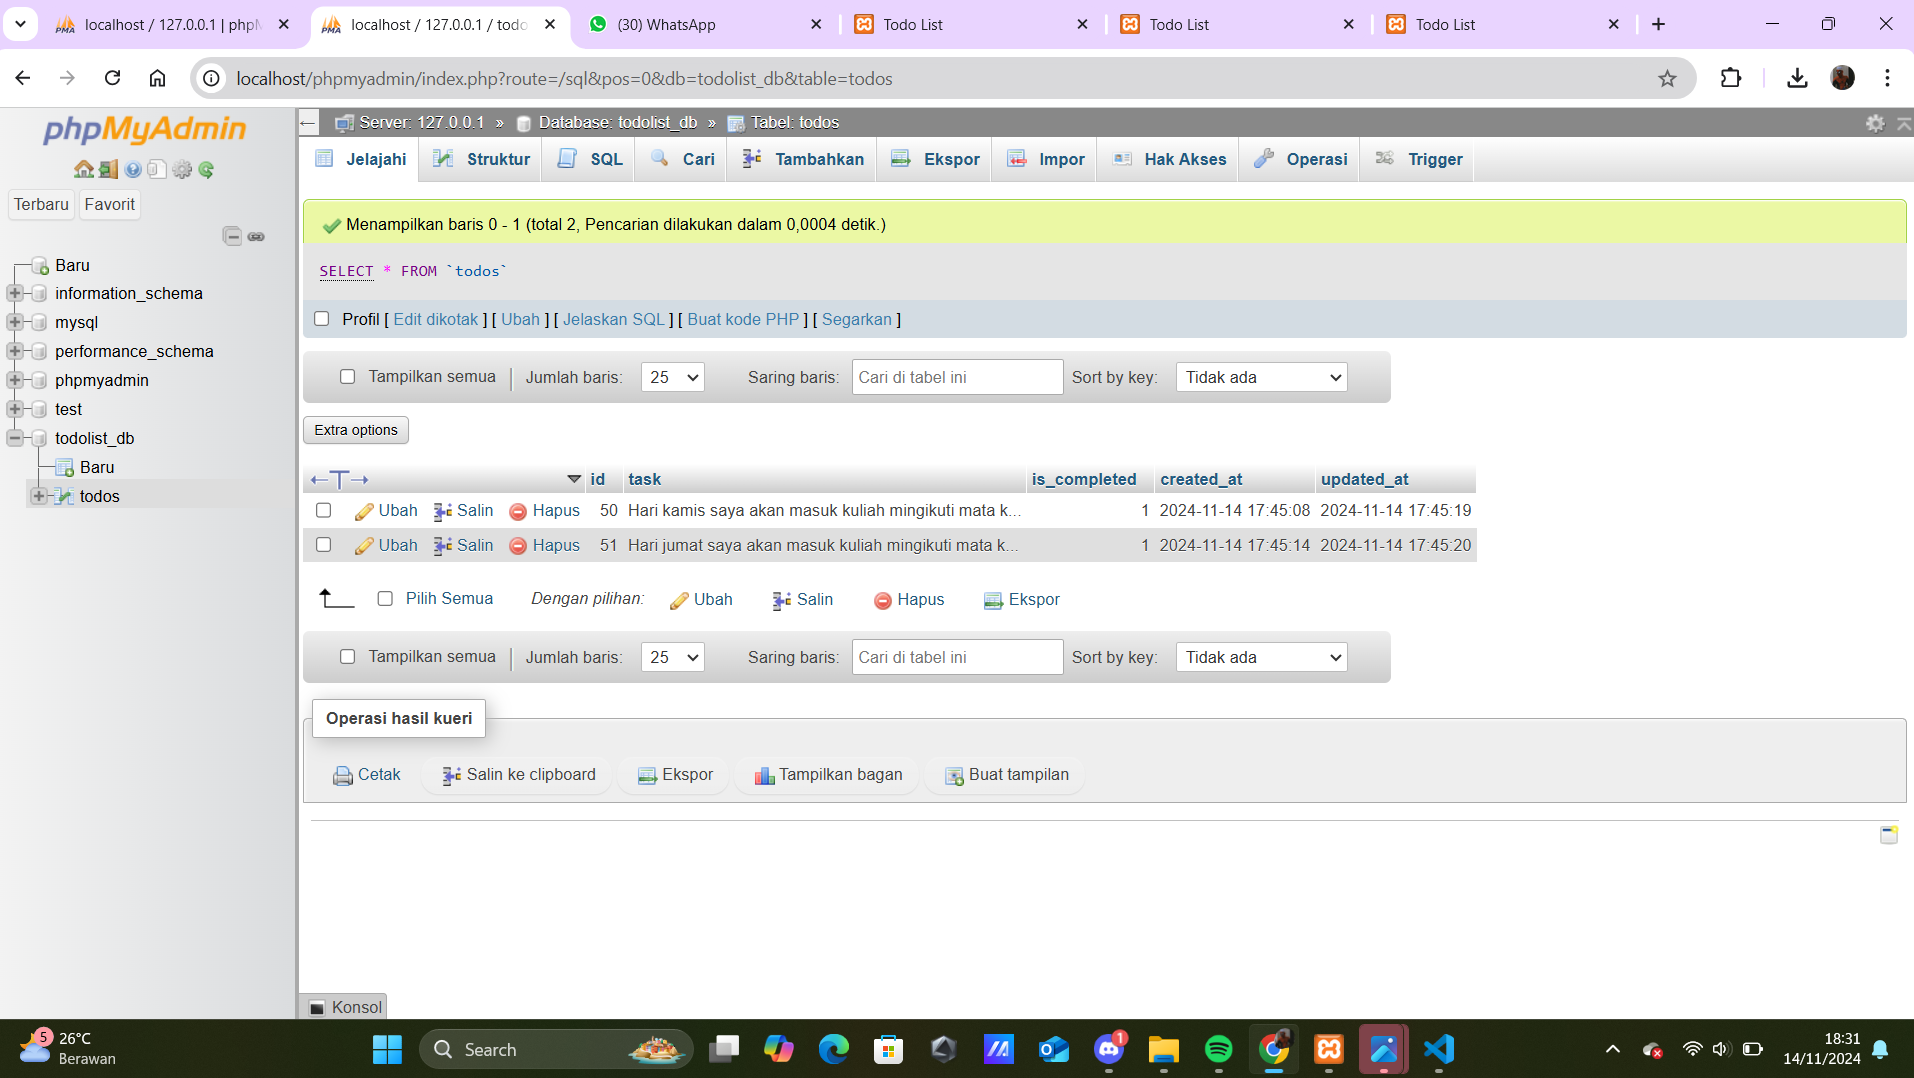 localhost / 127.0.0.1 | phpM
localhost / 127.0.0.1 / todo
(30) WhatsApp
Todo List
Todo List
Todo List
localhost/phpmyadmin/index.php?route=/sql&pos=0&db=todolist_db&table=todos
phpMyAdmin
Terbaru
Favorit
Baru
information_schema
mysql
performance_schema
phpmyadmin
test
todolist_db
Baru
todos
Server: 127.0.0.1 » Database: todolist_db » Tabel: todos
Jelajahi Struktur SQL Cari Tambahkan Ekspor Impor Hak Akses Operasi Trigger
Menampilkan baris 0 - 1 (total 2, Pencarian dilakukan dalam 0,0004 detik.)
SELECT * FROM `todos`
Profil [ Edit dikotak ] [ Ubah ] [ Jelaskan SQL ] [ Buat kode PHP ] [ Segarkan ]
Tampilkan semua | Jumlah baris: 25 Saring baris: Cari di tabel ini Sort by key: Tidak ada
Extra options
←T→ id task is_completed created_at updated_at
Ubah Salin Hapus 50 Hari kamis saya akan masuk kuliah mingikuti mata k... 1 2024-11-14 17:45:08 2024-11-14 17:45:19
Ubah Salin Hapus 51 Hari jumat saya akan masuk kuliah mingikuti mata k... 1 2024-11-14 17:45:14 2024-11-14 17:45:20
Pilih Semua Dengan pilihan: Ubah Salin Hapus Ekspor
Tampilkan semua | Jumlah baris: 25 Saring baris: Cari di tabel ini Sort by key: Tidak ada
Operasi hasil kueri
Cetak Salin ke clipboard Ekspor Tampilkan bagan Buat tampilan
Konsol
5
26°C
Berawan
Search
1
18:31
14/11/2024